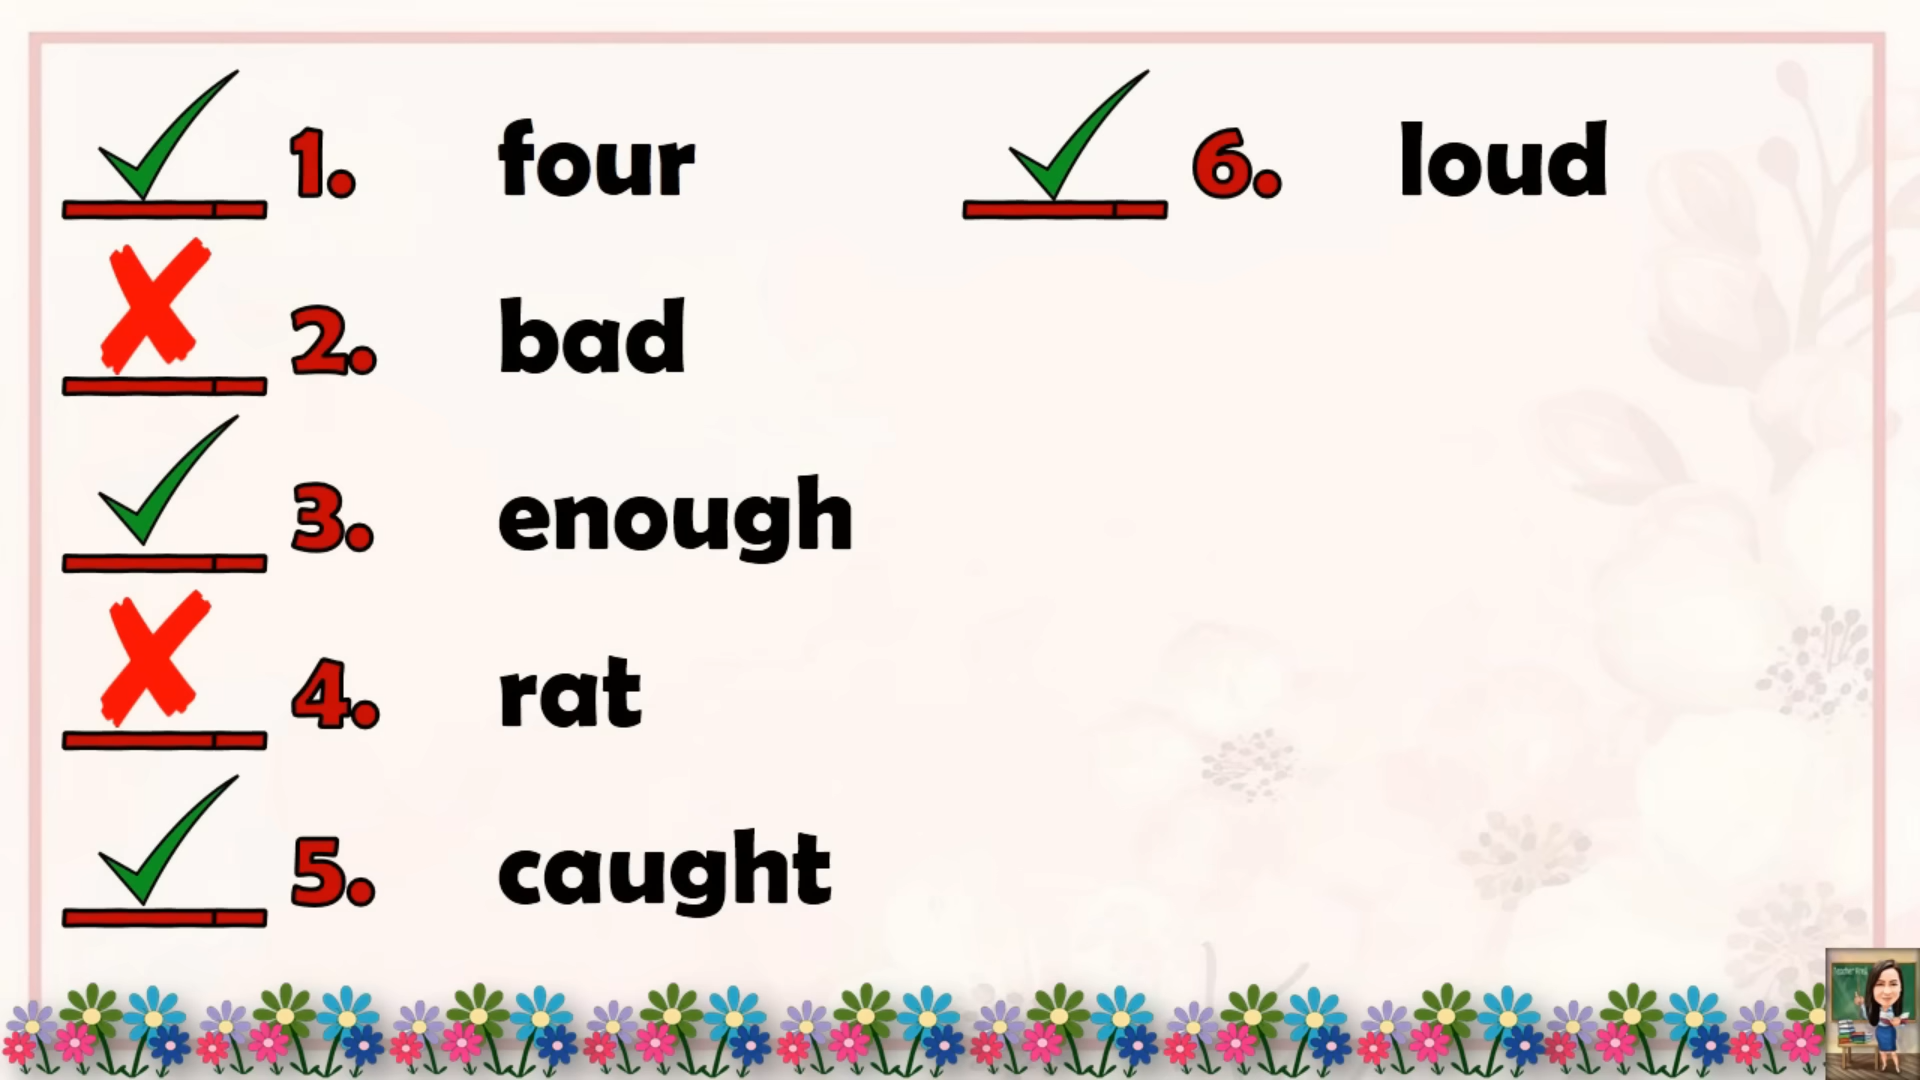 1. four
2. bad
3. enough
4. rat
5. caught
6. loud